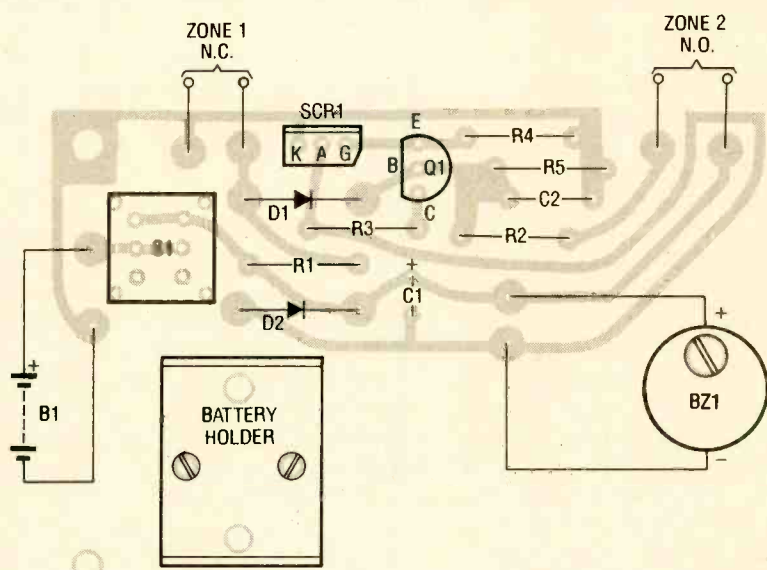 ZONE 1
N.C.
ZONE 2
N.O.
SCR1
E
K A G
B
Q1
R4
R5
C2
D1
C
R3
R2
R1
+
C1
D2
+
B1
BATTERY
HOLDER
+
BZ1
−